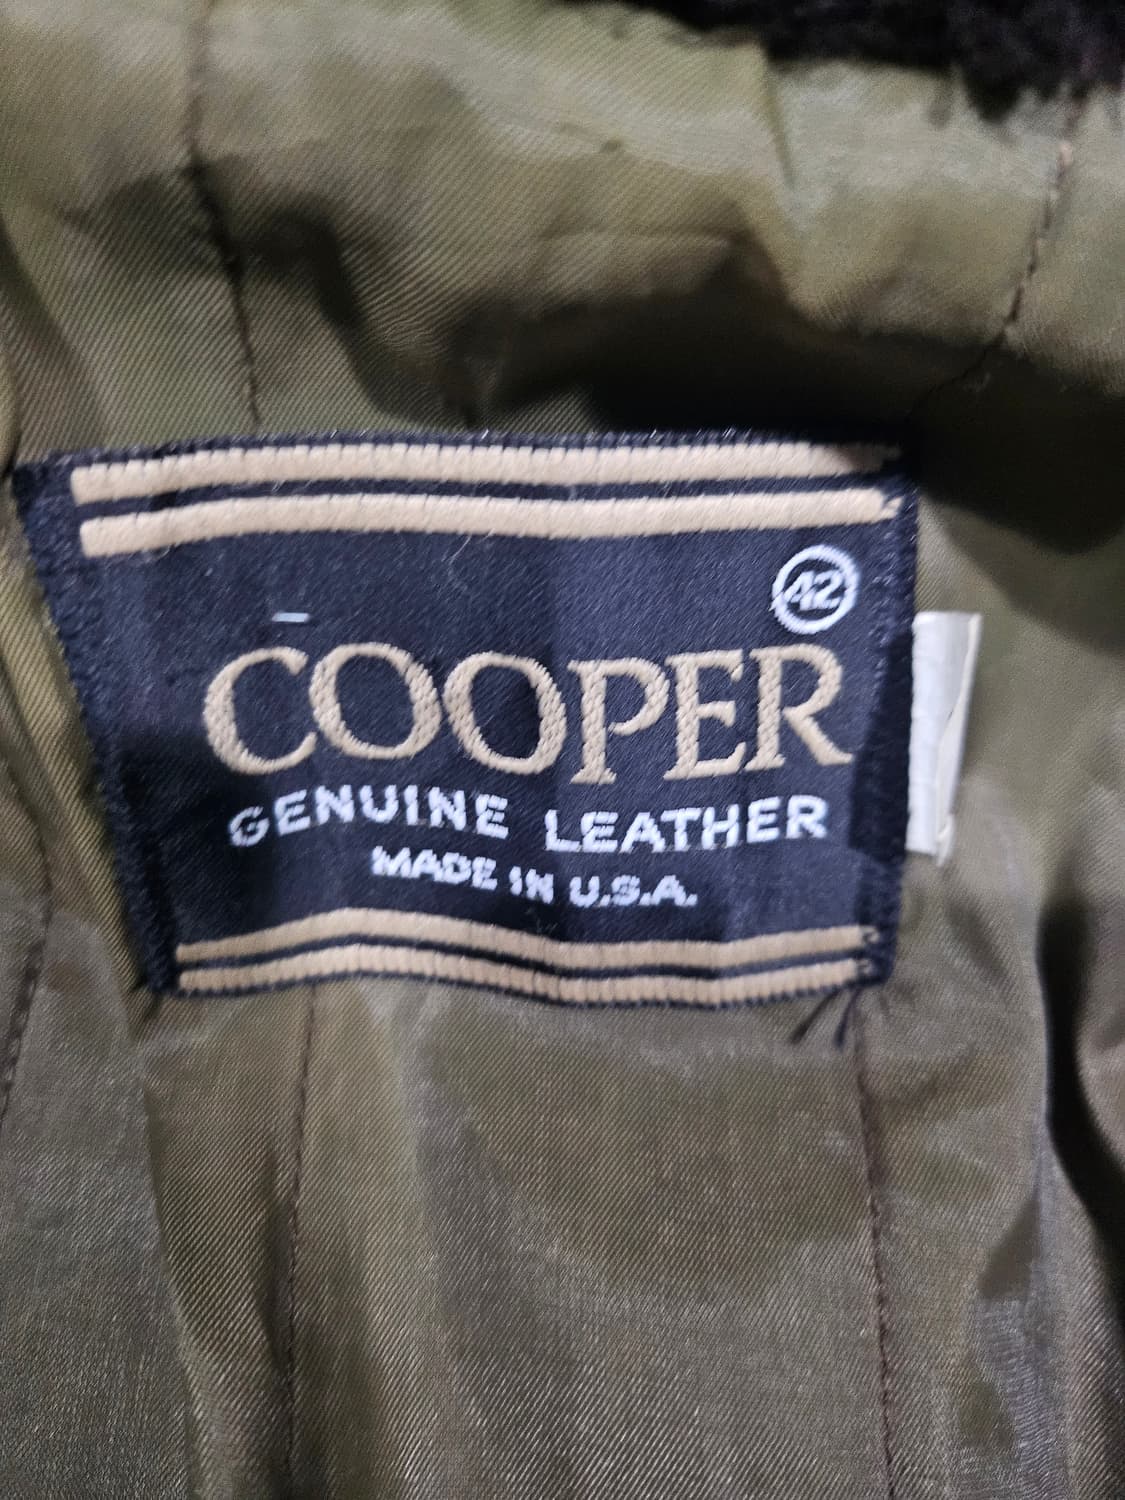 42
COOPER
GENUINE LEATHER
MADE IN U.S.A.